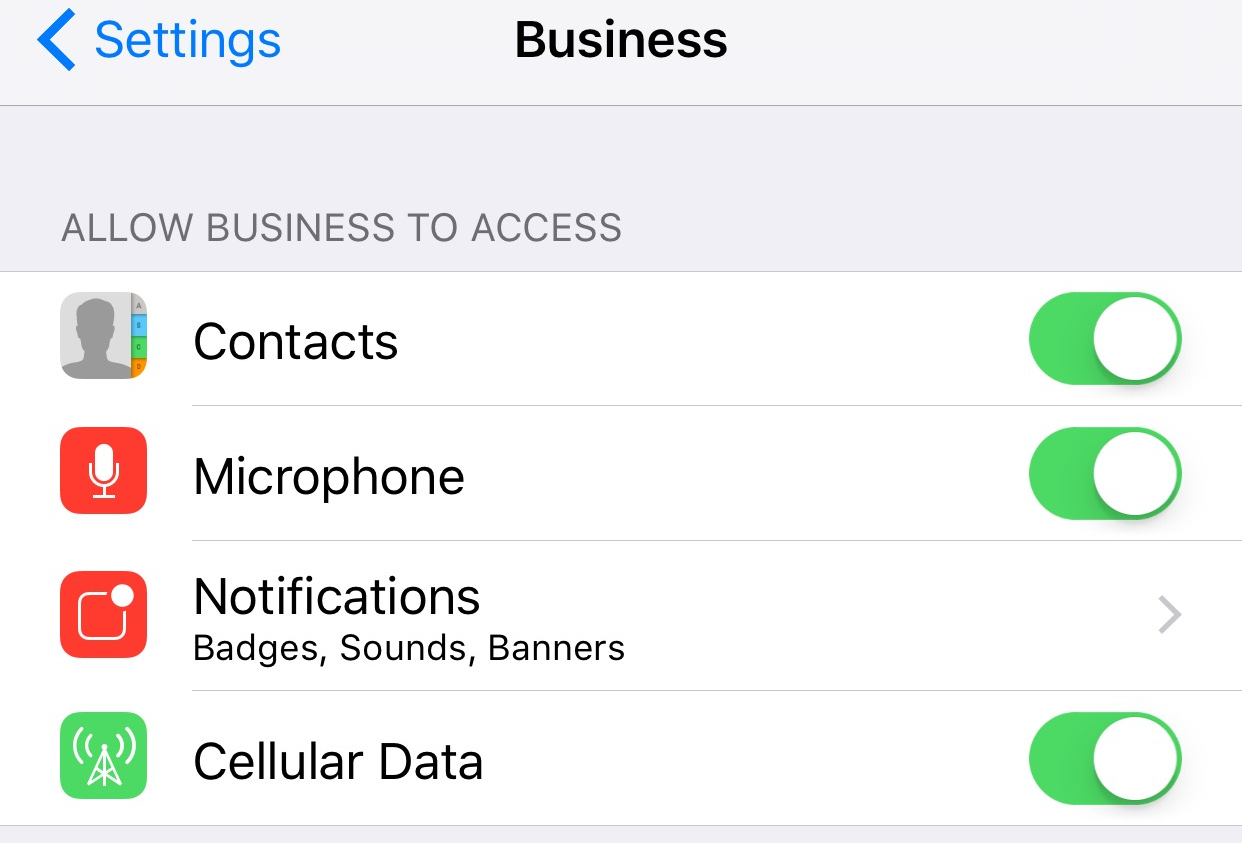 Settings
Business
ALLOW BUSINESS TO ACCESS
Contacts
Microphone
Notifications
Badges, Sounds, Banners
Cellular Data